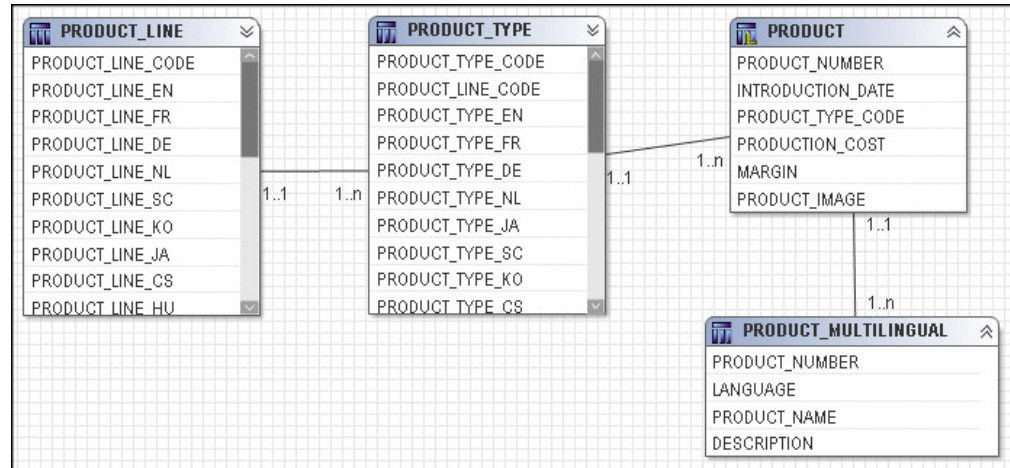 PRODUCT_LINE
PRODUCT_LINE_CODE
PRODUCT_LINE_EN
PRODUCT_LINE_FR
PRODUCT_LINE_DE
PRODUCT_LINE_NL
PRODUCT_LINE_SC
PRODUCT_LINE_KO
PRODUCT_LINE_JA
PRODUCT_LINE_CS
PRODUCT_LINE_HU
1..1
1..n
PRODUCT_TYPE
PRODUCT_TYPE_CODE
PRODUCT_LINE_CODE
PRODUCT_TYPE_EN
PRODUCT_TYPE_FR
PRODUCT_TYPE_DE
PRODUCT_TYPE_NL
PRODUCT_TYPE_JA
PRODUCT_TYPE_SC
PRODUCT_TYPE_KO
PRODUCT_TYPE_CS
1..1
1..n
PRODUCT
PRODUCT_NUMBER
INTRODUCTION_DATE
PRODUCT_TYPE_CODE
PRODUCTION_COST
MARGIN
PRODUCT_IMAGE
1..1
1..n
PRODUCT_MULTILINGUAL
PRODUCT_NUMBER
LANGUAGE
PRODUCT_NAME
DESCRIPTION